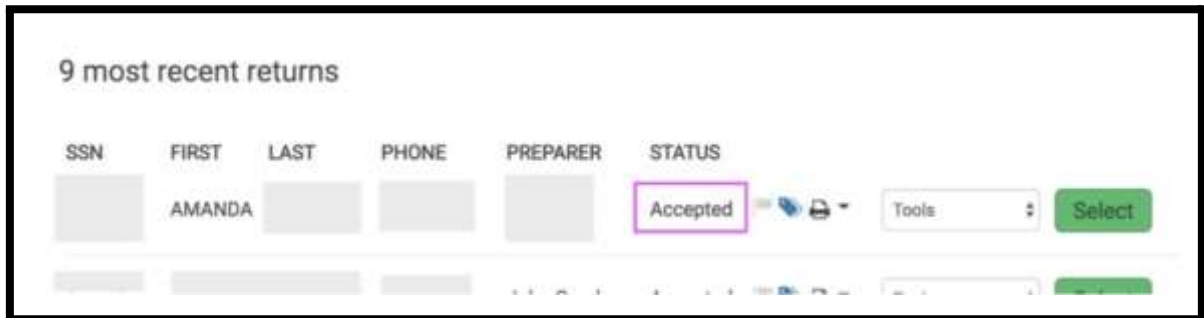 9 most recent returns
SSN FIRST LAST PHONE PREPARER STATUS
AMANDA Accepted Tools Select